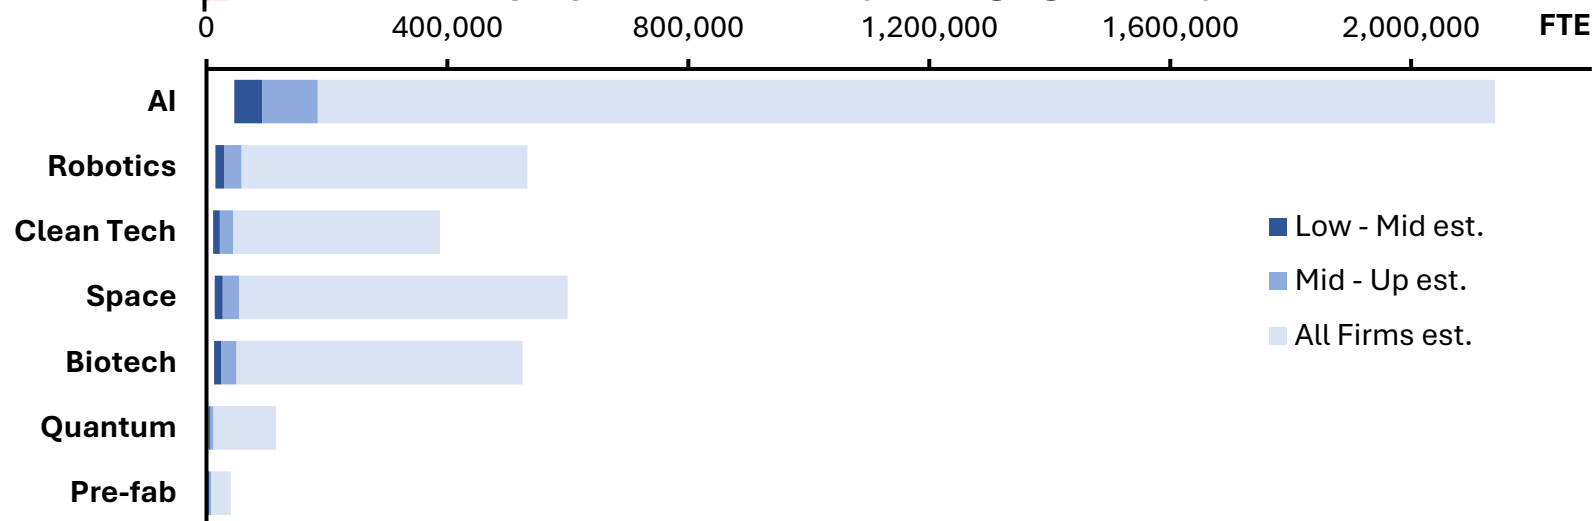 0 400,000 800,000 1,200,000 1,600,000 2,000,000 FTE
AI
Robotics
Clean Tech
Space
Biotech
Quantum
Pre-fab
Low - Mid est.
Mid - Up est.
All Firms est.